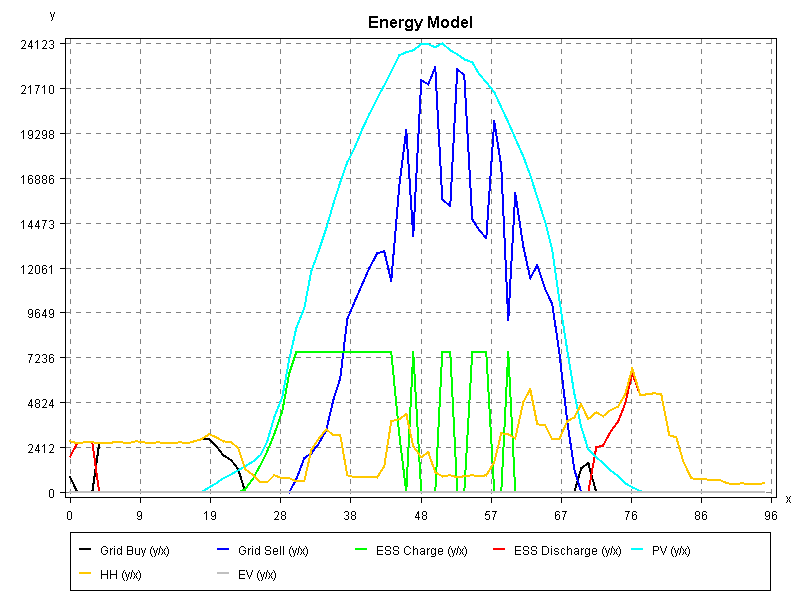 Energy Model
y
24123
21710
19298
16886
14473
12061
9649
7236
4824
2412
0
0 9 19 28 38 48 57 67 76 86 96 x
Grid Buy (y/x) Grid Sell (y/x) ESS Charge (y/x) ESS Discharge (y/x) PV (y/x)
HH (y/x) EV (y/x)